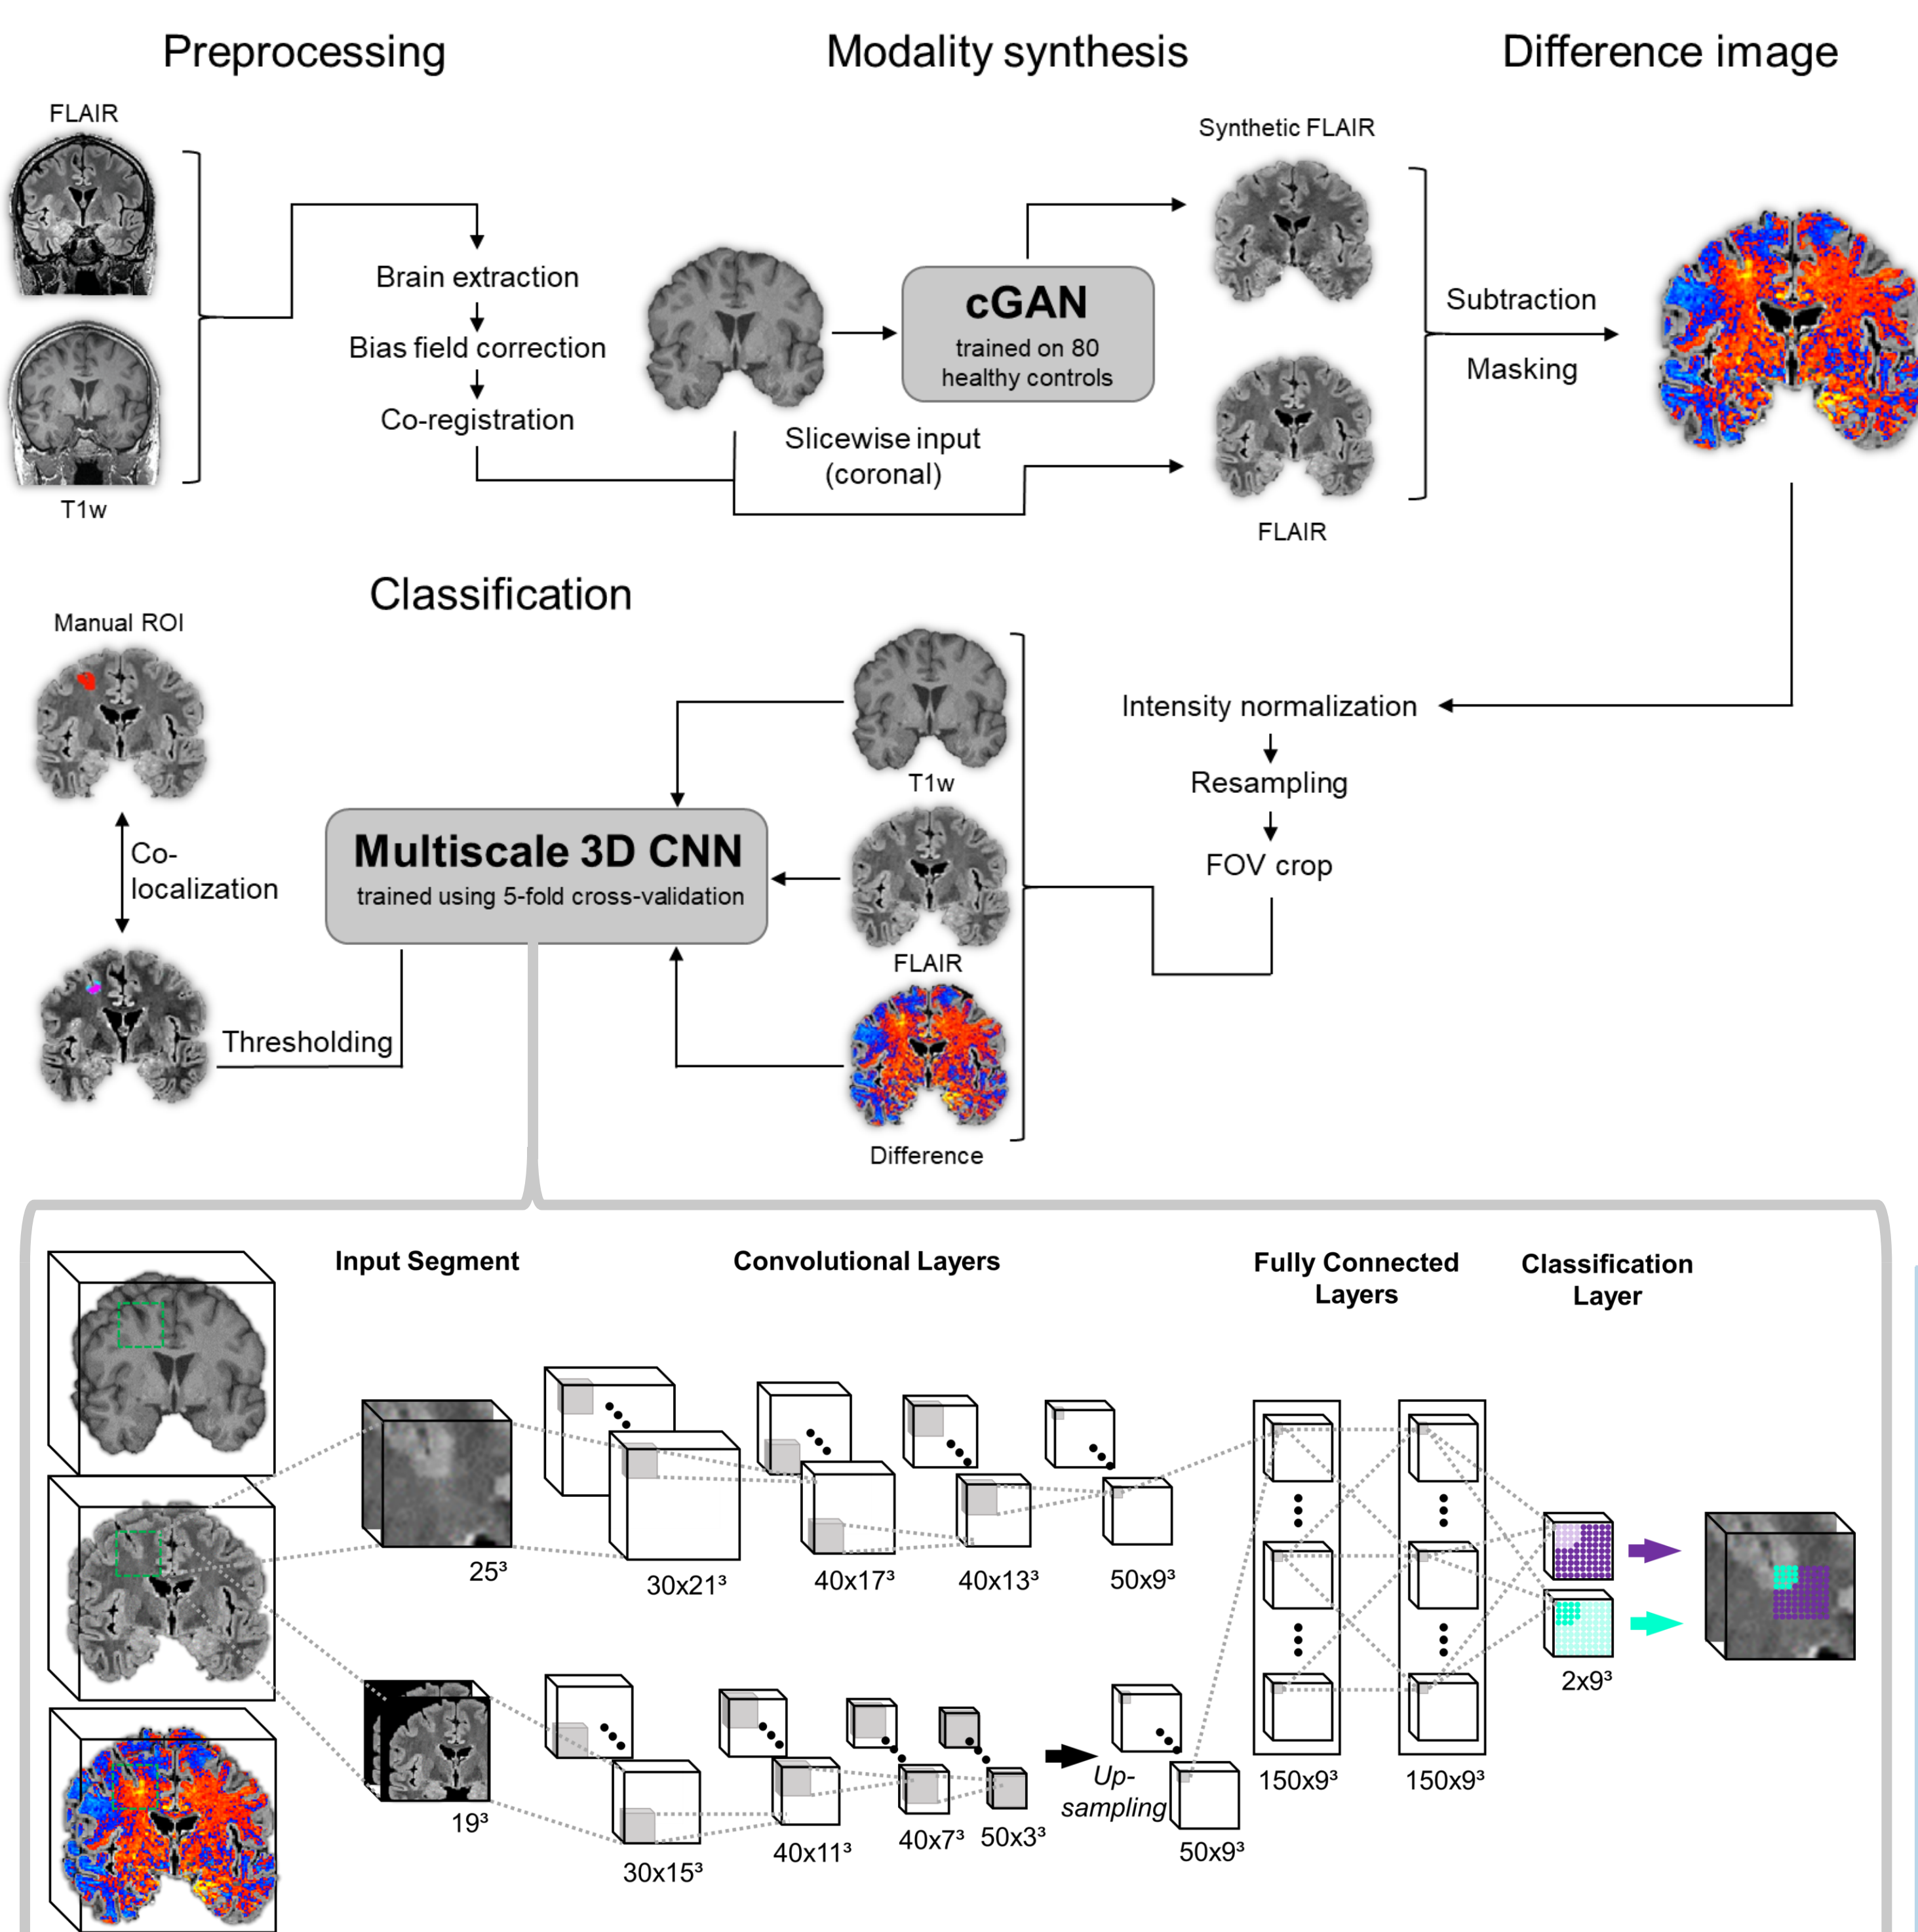 Preprocessing
Modality synthesis
Difference image
FLAIR
T1w
Brain extraction
Bias field correction
Co-registration
cGAN
trained on 80
healthy controls
Slicewise input
(coronal)
Synthetic FLAIR
FLAIR
Subtraction
Masking
Classification
Manual ROI
Co-
localization
Thresholding
Multiscale 3D CNN
trained using 5-fold cross-validation
T1w
FLAIR
Difference
Intensity normalization
Resampling
FOV crop
Input Segment
Convolutional Layers
Fully Connected
Layers
Classification
Layer
25³
30x21³
40x17³
40x13³
50x9³
19³
30x15³
40x11³
40x7³
50x3³
Up-
sampling
50x9³
150x9³
150x9³
2x9³